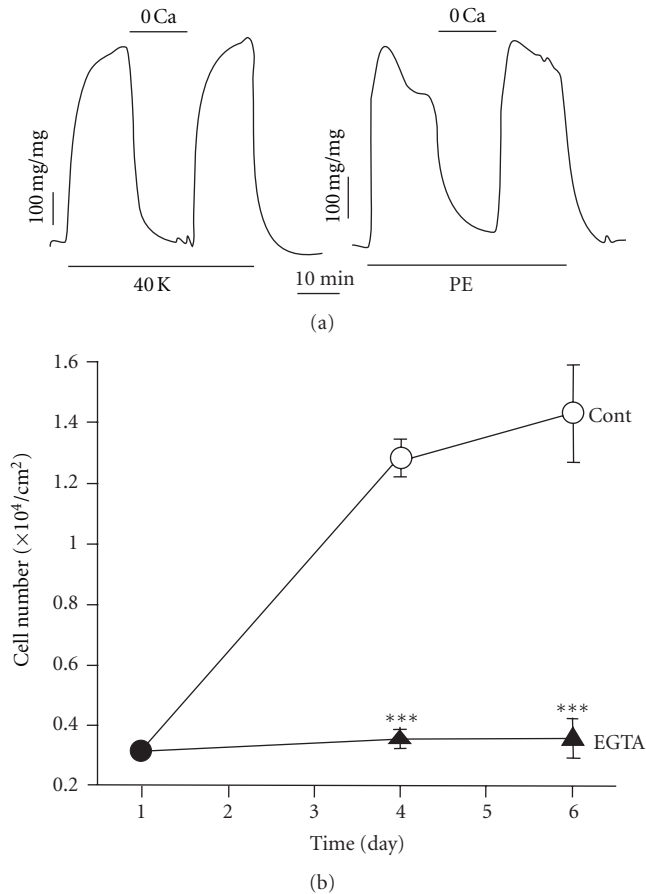 0 Ca
0 Ca
100 mg/mg
100 mg/mg
40 K
10 min
PE
(a)
1.6
1.4
1.2
1
0.8
0.6
0.4
0.2
Cell number (×10⁴/cm²)
Cont
***
***
EGTA
1 2 3 4 5 6
Time (day)
(b)